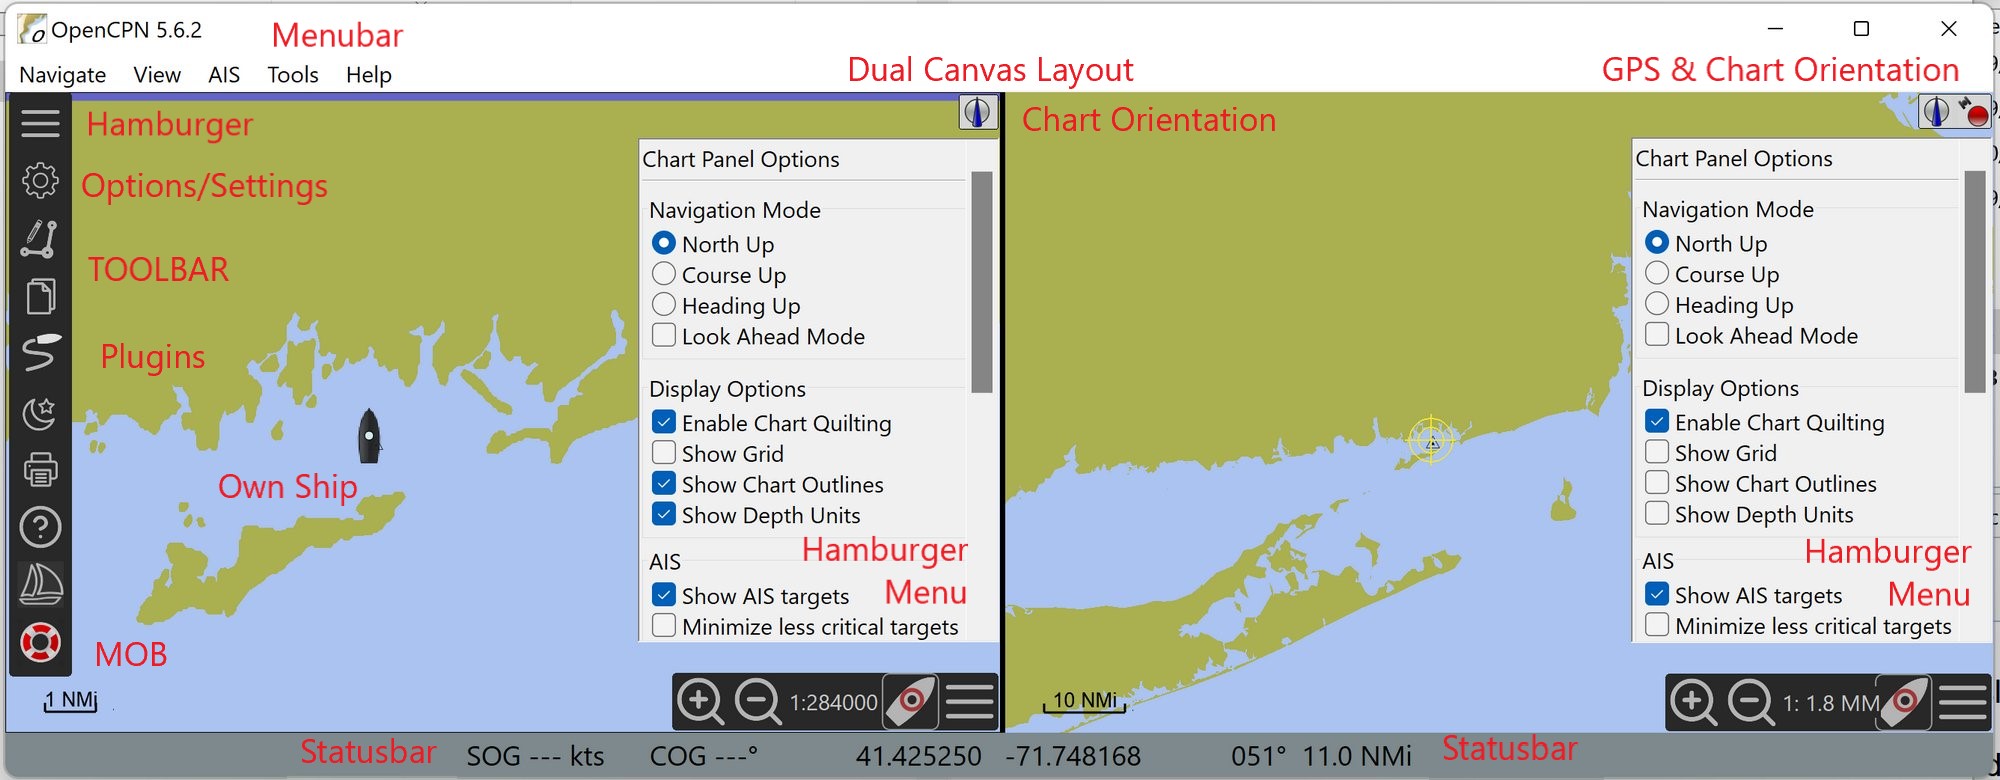 OpenCPN 5.6.2
Menubar
Navigate View AIS Tools Help
Dual Canvas Layout
GPS & Chart Orientation
Hamburger
Options/Settings
TOOLBAR
Plugins
Own Ship
MOB
1 NMi
Chart Panel Options
Navigation Mode
North Up
Course Up
Heading Up
Look Ahead Mode
Display Options
Enable Chart Quilting
Show Grid
Show Chart Outlines
Show Depth Units
Hamburger
AIS
Menu
Show AIS targets
Minimize less critical targets
1:284000
Chart Orientation
10 NMi
Chart Panel Options
Navigation Mode
North Up
Course Up
Heading Up
Look Ahead Mode
Display Options
Enable Chart Quilting
Show Grid
Show Chart Outlines
Show Depth Units
Hamburger
AIS
Menu
Show AIS targets
Minimize less critical targets
1: 1.8 MM
Statusbar SOG --- kts COG ---° 41.425250 -71.748168 051° 11.0 NMi Statusbar